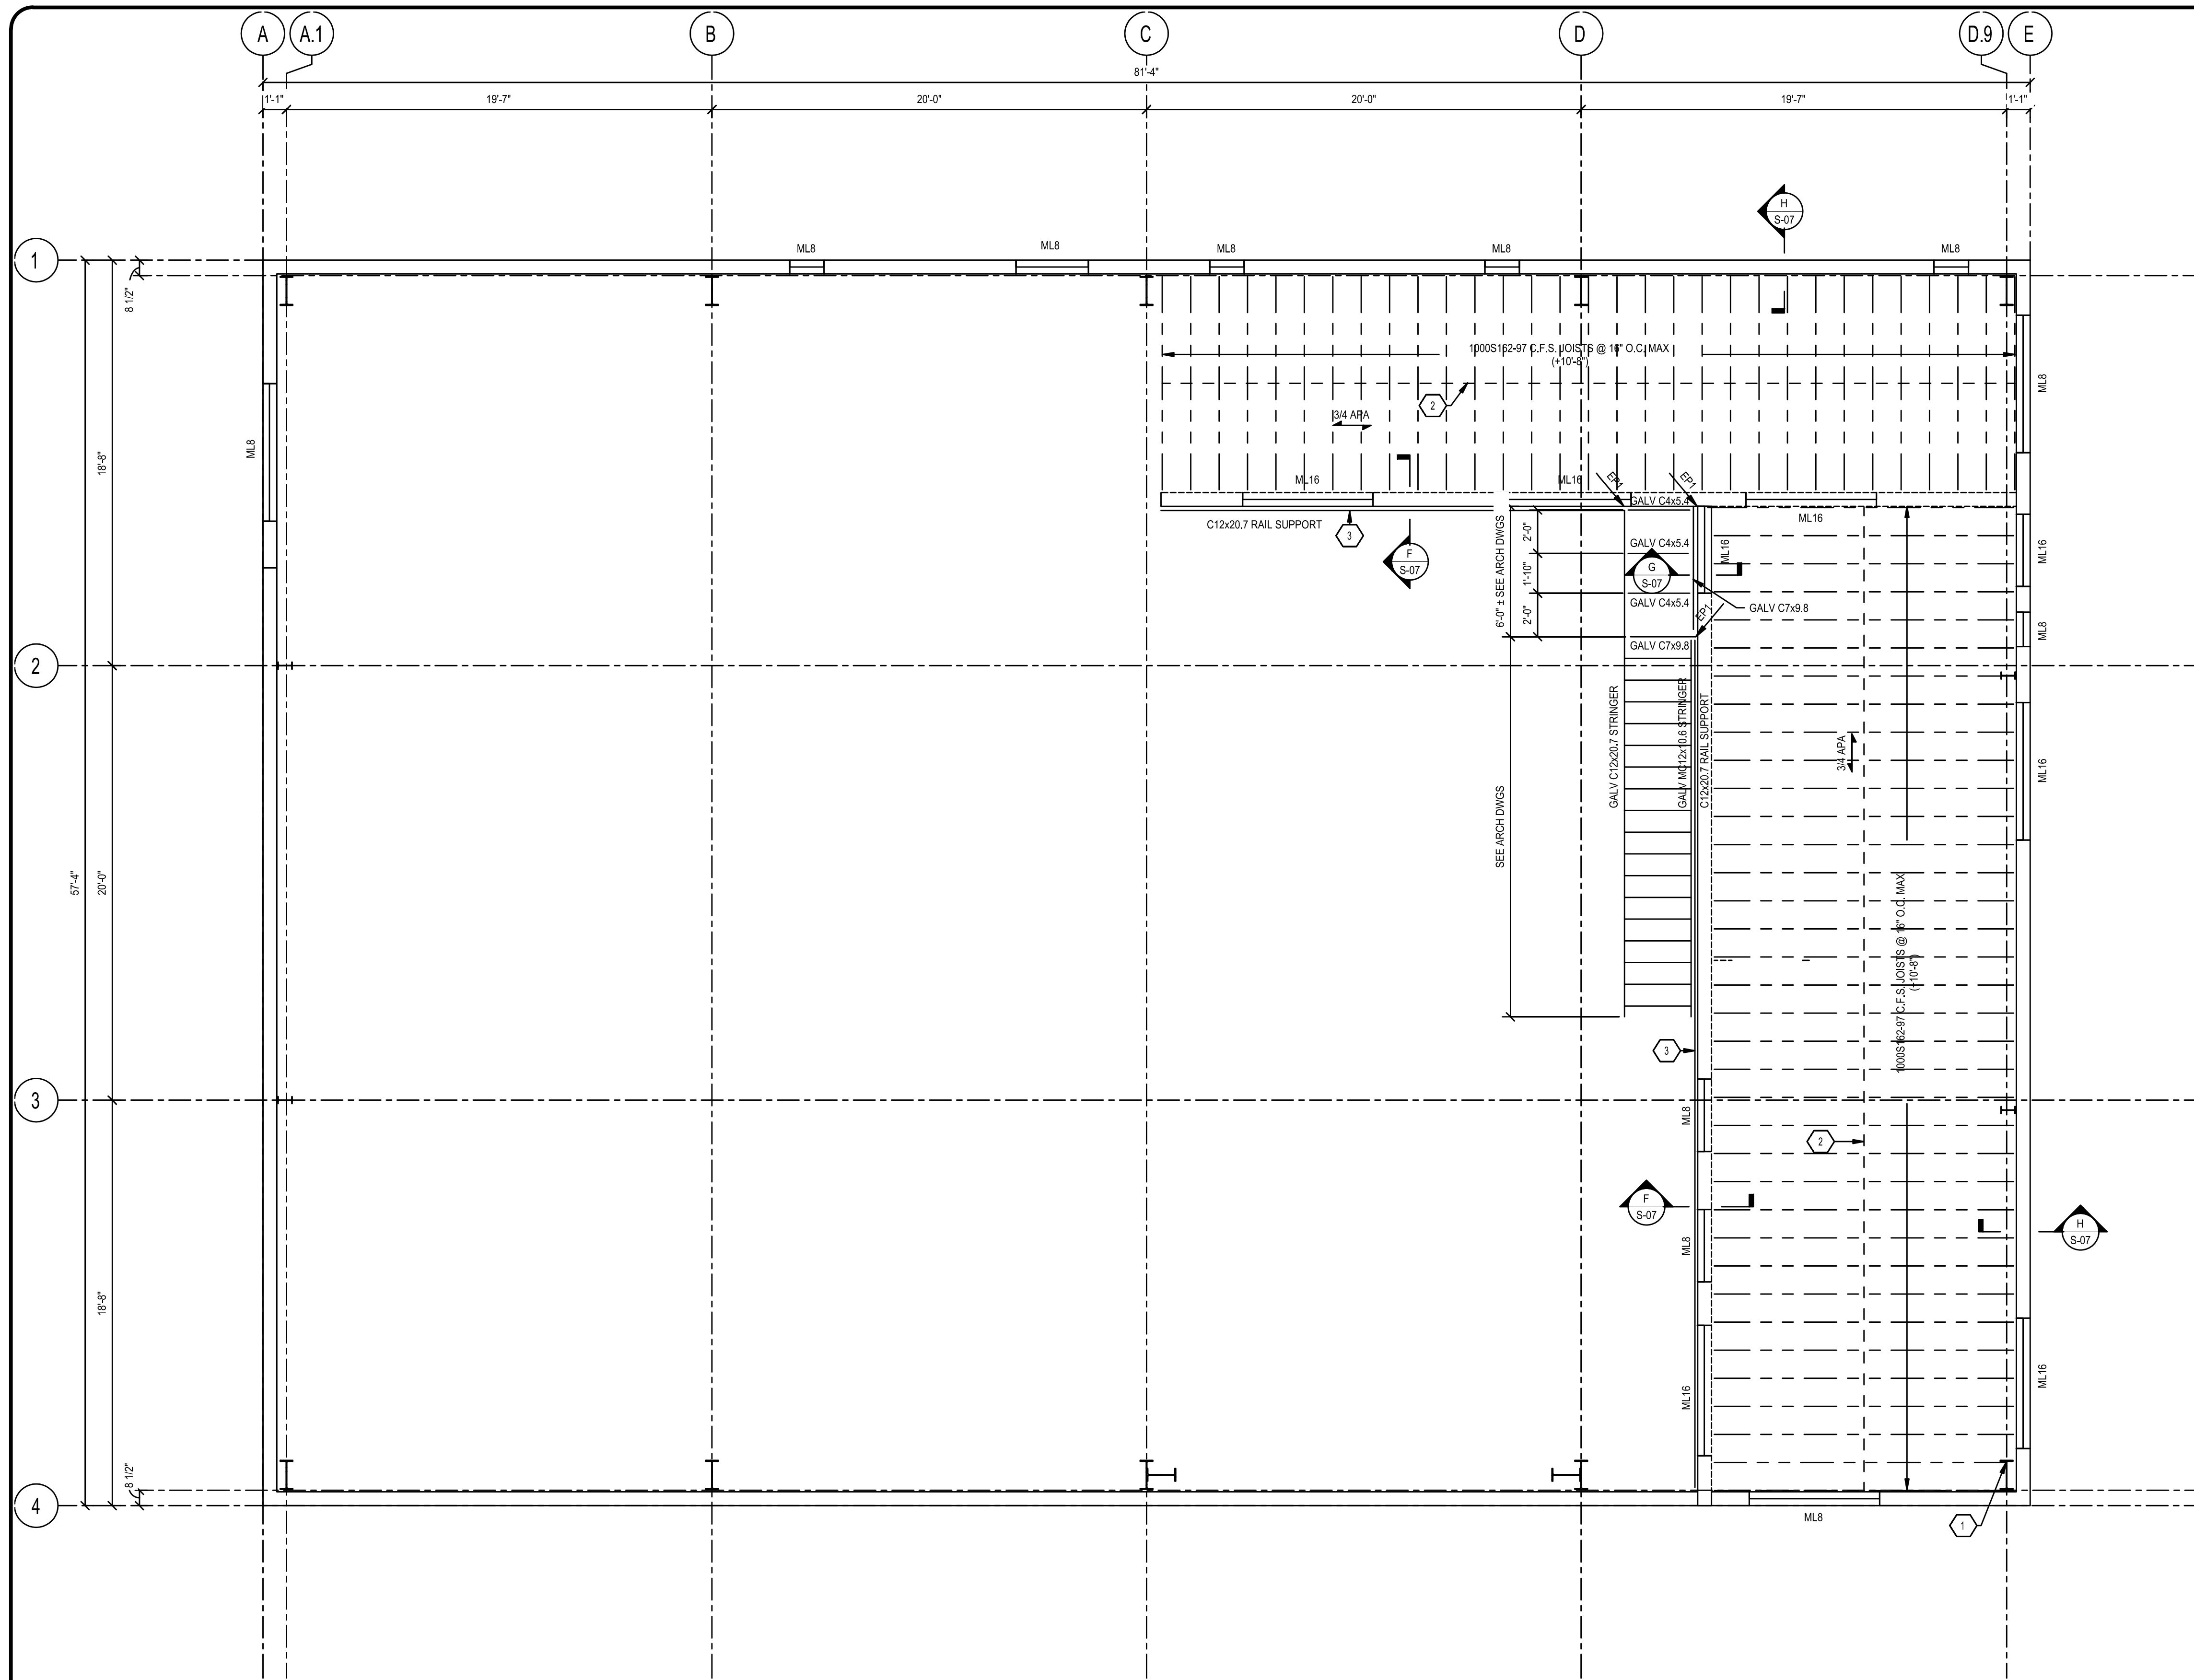 A
A.1
B
C
D
D.9
E
81'-4"
1'-1"
19'-7"
20'-0"
20'-0"
19'-7"
1'-1"
H
S-07
1
ML8
ML8
ML8
ML8
ML8
8 1/2"
1000S162-97 C.F.S. JOISTS @ 16" O.C. MAX
(+10'-8")
ML8
2
3/4 APA
ML8
18'-8"
ML16
ML16
EP1
EP1
GALV C4x5.4
ML16
C12x20.7 RAIL SUPPORT
3
F
S-07
6'-0" ± SEE ARCH DWGS
2'-0"
1'-10"
2'-0"
GALV C4x5.4
G
S-07
ML16
ML16
GALV C4x5.4
GALV C7x9.8
EP1
ML8
GALV C7x9.8
2
GALV C12x20.7 STRINGER
GALV MC12x10.6 STRINGER
C12x20.7 RAIL SUPPORT
3/4 APA
ML16
SEE ARCH DWGS
57'-4"
20'-0"
1000S162-97 C.F.S. JOISTS @ 16" O.C. MAX
(+10'-8")
3
3
ML8
2
F
S-07
H
S-07
ML8
18'-8"
ML16
ML16
8 1/2"
4
ML8
1